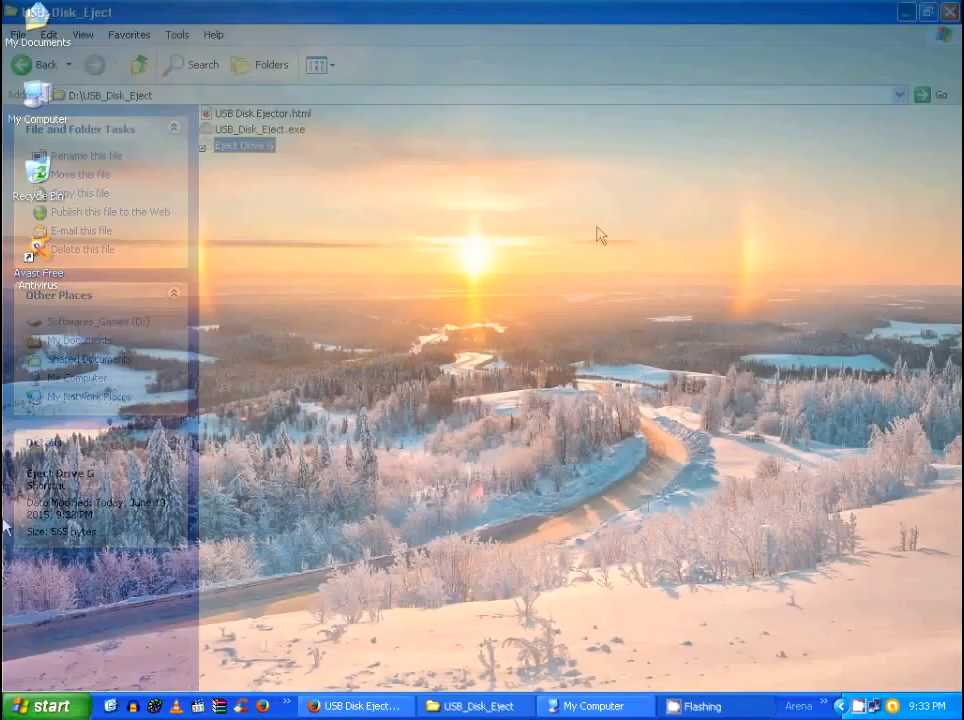 USB_Disk_Eject
My Documents
File Edit View Favorites Tools Help
Back Search Folders
Address D:\USB_Disk_Eject Go
My Computer
USB Disk Ejector.html
USB_Disk_Eject.exe
Eject Drive G
File and Folder Tasks
Rename this file
Move this file
Copy this file
Publish this file to the Web
E-mail this file
Delete this file
Recycle Bin
Avast Free
Antivirus
Other Places
Softwares_Games (D:)
My Documents
Shared Documents
My Computer
My Network Places
Details
Eject Drive G
Shortcut
Date Modified: Today, June 19,
2015, 9:32 PM
Size: 565 bytes
start USB Disk Eject... USB_Disk_Eject My Computer Flashing Arena 9:33 PM